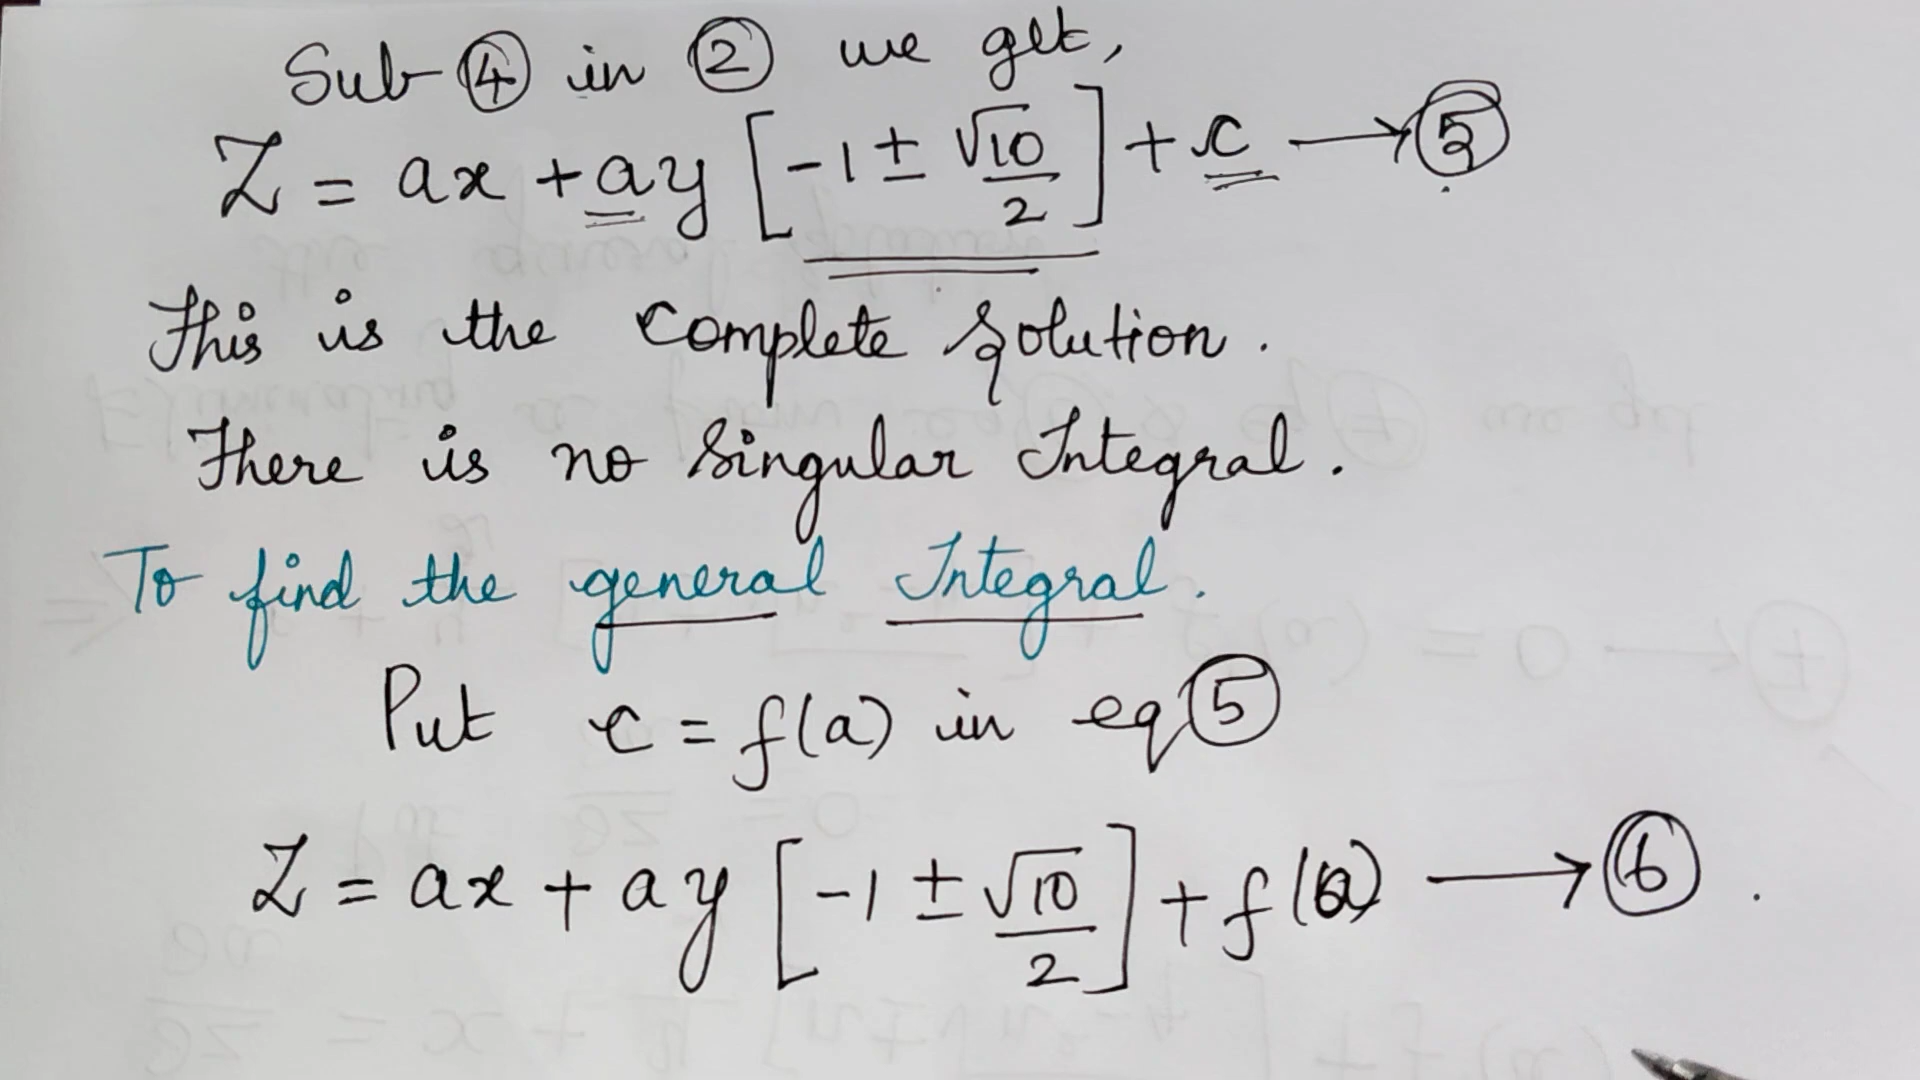 Sub ④ in ② we get,
Z = ax + ay [-1 ± √10/2] + c → ⑤
This is the complete solution.
There is no Singular Integral.
To find the general Integral.
Put c = f(a) in eq ⑤
Z = ax + ay [-1 ± √10/2] + f(a) → ⑥.